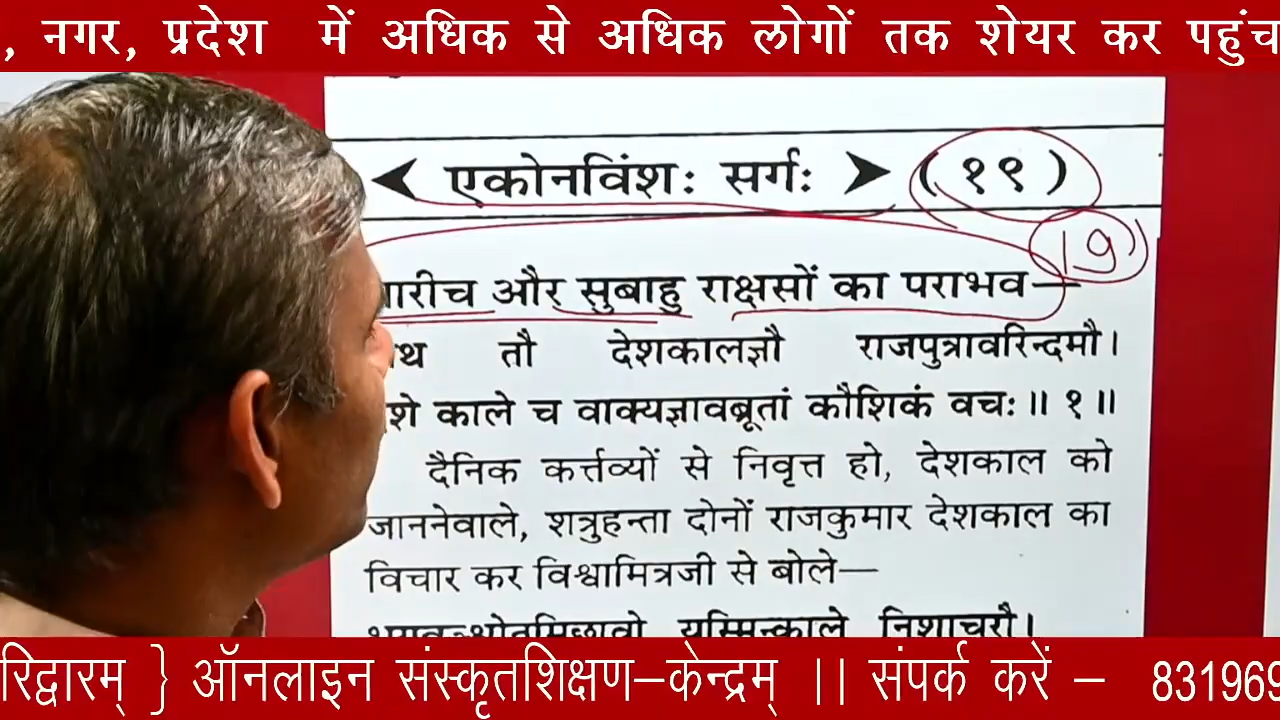 , नगर, प्रदेश में अधिक से अधिक लोगों तक शेयर कर पहुंच
एकोनविंशः सर्गः (१९)
19
और सुबाहु राक्षसों का पराभव—
तौ देशकालज्ञौ राजपुत्रावरिन्दमौ।
काले च वाक्यज्ञावब्रूतां कौशिकं वचः॥ १॥
दैनिक कर्त्तव्यों से निवृत्त हो, देशकाल को
जाननेवाले, शत्रुहन्ता दोनों राजकुमार देशकाल का
विचार कर विश्वामित्रजी से बोले—
यस्मिन्काले निशाचरौ।
रिद्वारम् } ऑनलाइन संस्कृतशिक्षण-केन्द्रम् || संपर्क करें - 831969